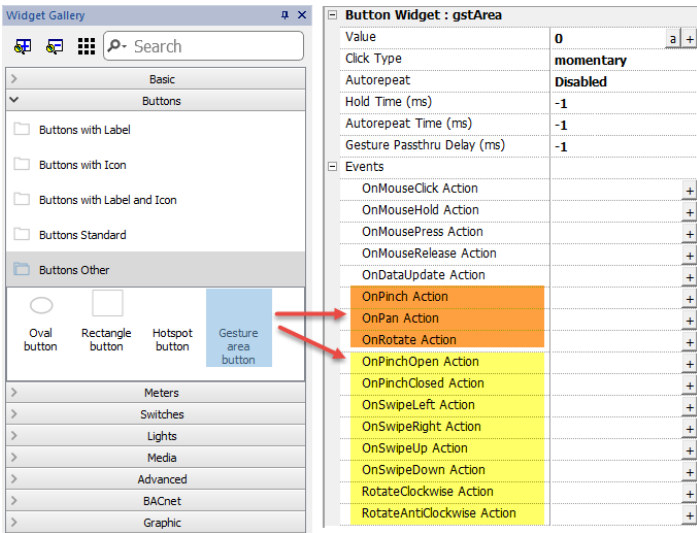 Widget Gallery
Search
Basic
Buttons
Buttons with Label
Buttons with Icon
Buttons with Label and Icon
Buttons Standard
Buttons Other
Oval button
Rectangle button
Hotspot button
Gesture area button
Meters
Switches
Lights
Media
Advanced
BACnet
Graphic
Button Widget : gstArea
Value 0 a +
Click Type momentary
Autorepeat Disabled
Hold Time (ms) -1
Autorepeat Time (ms) -1
Gesture Passthru Delay (ms) -1
Events
OnMouseClick Action +
OnMouseHold Action +
OnMousePress Action +
OnMouseRelease Action +
OnDataUpdate Action +
OnPinch Action +
OnPan Action +
OnRotate Action +
OnPinchOpen Action +
OnPinchClosed Action +
OnSwipeLeft Action +
OnSwipeRight Action +
OnSwipeUp Action +
OnSwipeDown Action +
RotateClockwise Action +
RotateAntiClockwise Action +